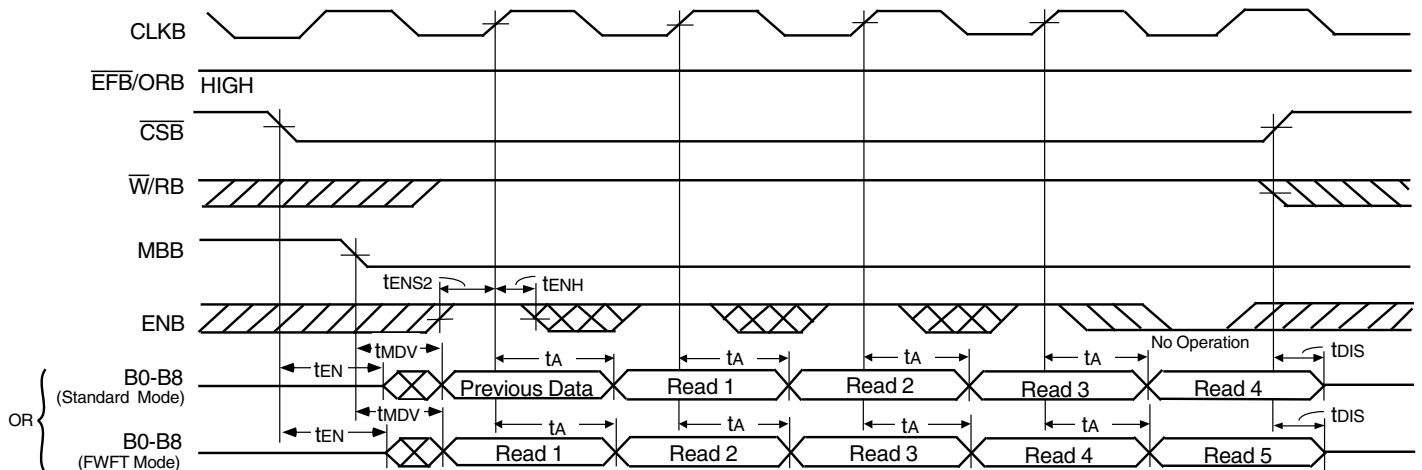 CLKB
EFB/ORB HIGH
CSB
W/RB
MBB
tENS2 tENH
ENB
No Operation
tMDV
tEN tA tA tA tA tDIS
B0-B8
(Standard Mode)
Previous Data Read 1 Read 2 Read 3 Read 4
OR
tMDV
tEN tA tA tA tA tDIS
B0-B8
(FWFT Mode)
Read 1 Read 2 Read 3 Read 4 Read 5